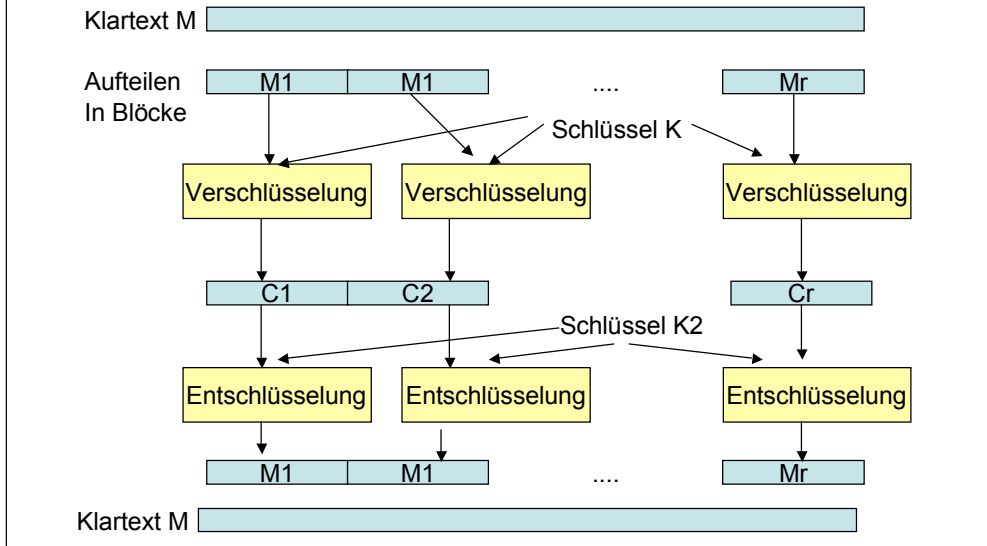 Klartext M
Aufteilen
In Blöcke
M1 M1 .... Mr
Schlüssel K
Verschlüsselung Verschlüsselung Verschlüsselung
C1 C2 Cr
Schlüssel K2
Entschlüsselung Entschlüsselung Entschlüsselung
M1 M1 .... Mr
Klartext M